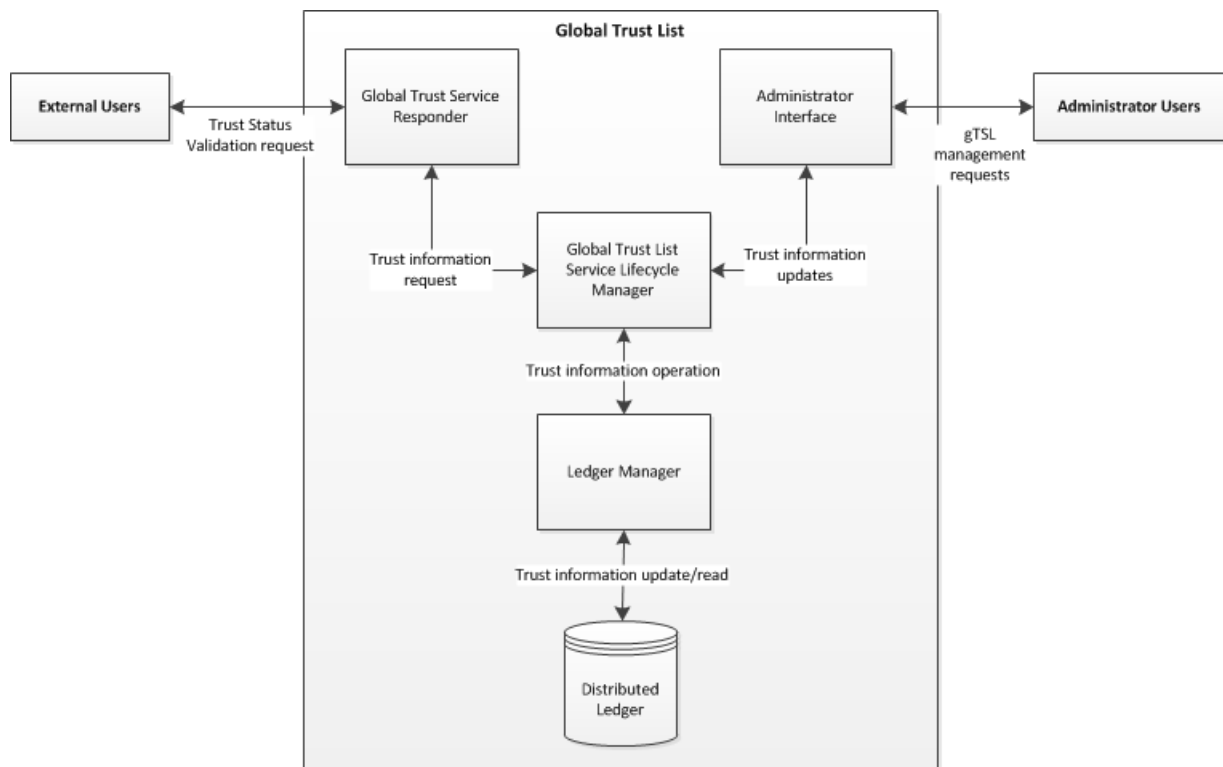 Global Trust List
External Users
Trust Status
Validation request
Global Trust Service
Responder
Administrator
Interface
gTSL
management
requests
Administrator Users
Trust information
request
Global Trust List
Service Lifecycle
Manager
Trust information
updates
Trust information operation
Ledger Manager
Trust information update/read
Distributed
Ledger